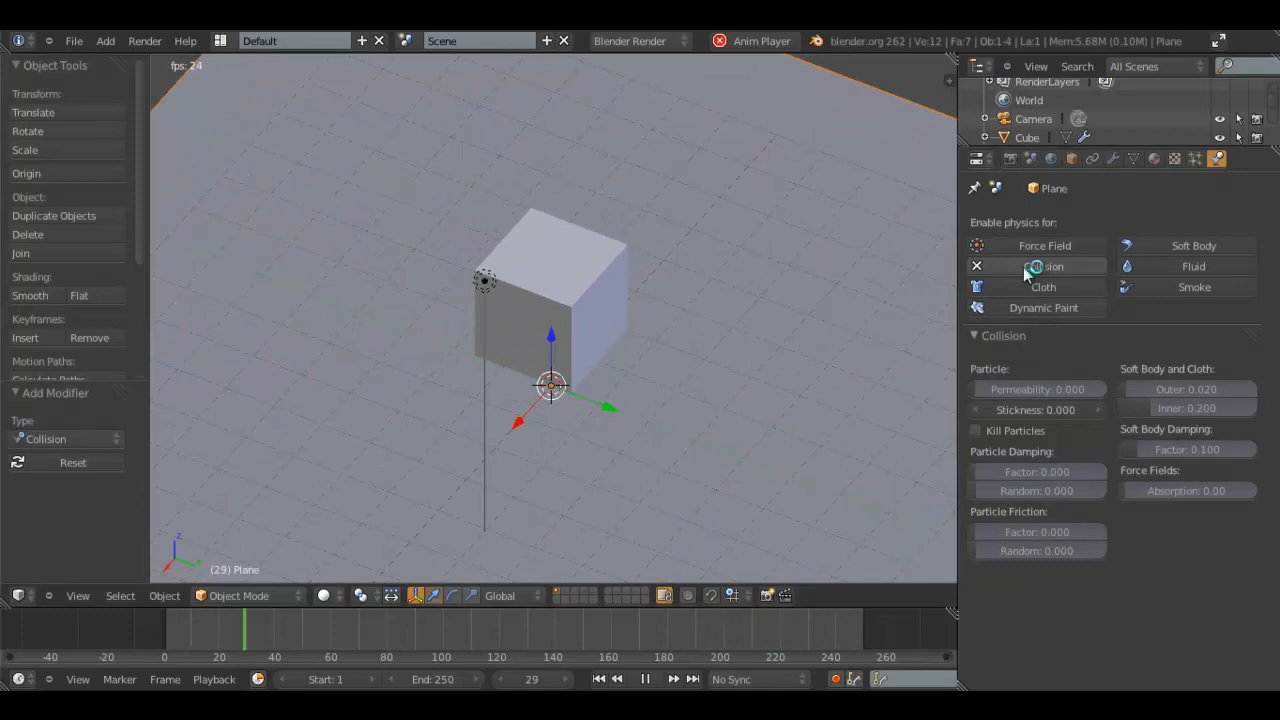 File Add Render Help Default Scene Blender Render Anim Player blender.org 262 | Ve:12 | Fa:7 | Ob:1-4 | La:1 | Mem:5.68M (0.10M) | Plane
View Search All Scenes
Object Tools
fps: 24
RenderLayers
Transform:
World
Translate
Camera
Rotate
Cube
Scale
Origin
Plane
Object:
Enable physics for:
Duplicate Objects
Force Field Soft Body
Delete
Fluid
Join
Cloth Smoke
Shading:
Dynamic Paint
Smooth Flat
Keyframes:
Collision
Insert Remove
Motion Paths:
Particle: Soft Body and Cloth:
Permeability: 0.000 Outer: 0.020
Add Modifier
Stickness: 0.000 Inner: 0.200
Type
Kill Particles Soft Body Damping:
Collision
Particle Damping: Factor: 0.100
Reset
Factor: 0.000 Force Fields:
Random: 0.000 Absorption: 0.00
Particle Friction:
Factor: 0.000
Random: 0.000
z
(29) Plane
View Select Object Object Mode Global
-40 -20 0 20 40 60 80 100 120 140 160 180 200 220 240 260
View Marker Frame Playback Start: 1 End: 250 29 No Sync